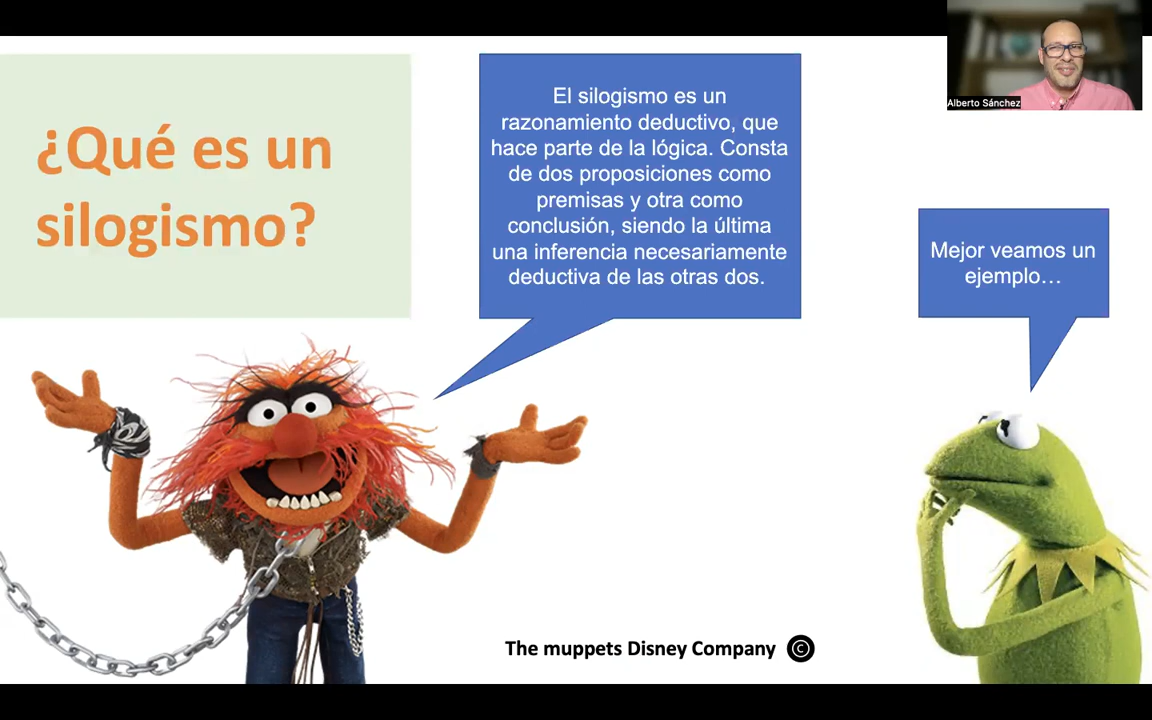 ¿Qué es un
silogismo?
El silogismo es un
razonamiento deductivo, que
hace parte de la lógica. Consta
de dos proposiciones como
premisas y otra como
conclusión, siendo la última
una inferencia necesariamente
deductiva de las otras dos.
Alberto Sánchez
Mejor veamos un
ejemplo…
The muppets Disney Company ©